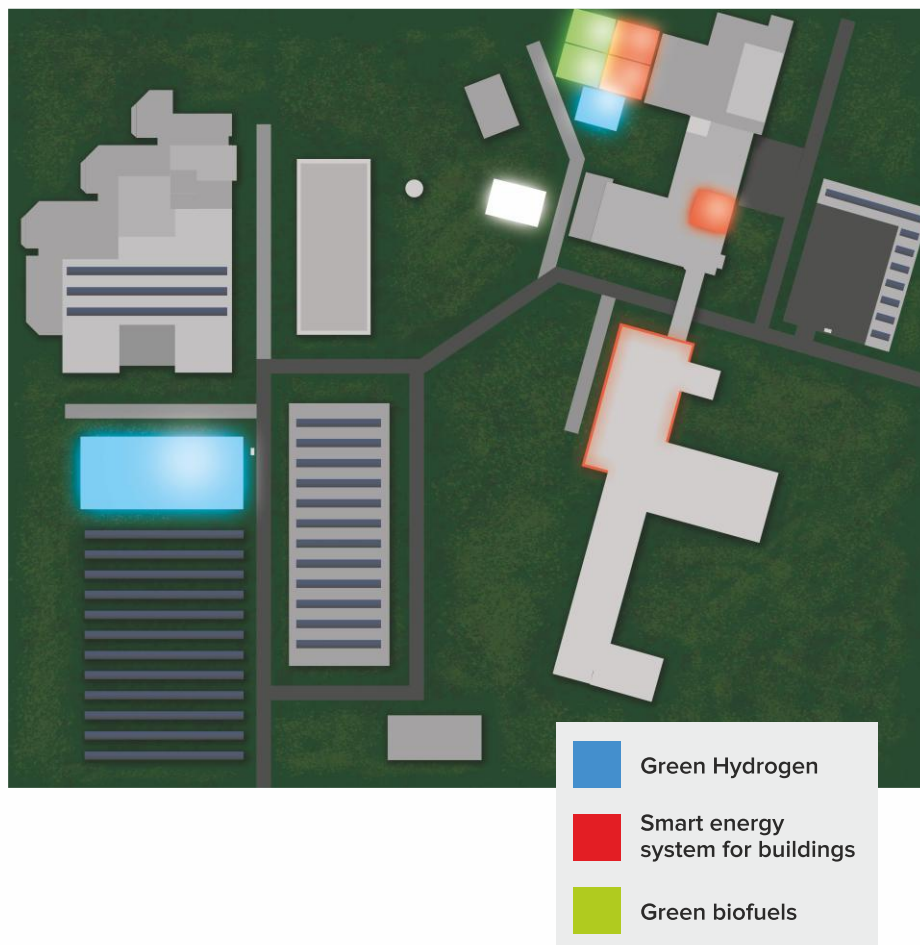 Green Hydrogen
Smart energy
system for buildings
Green biofuels